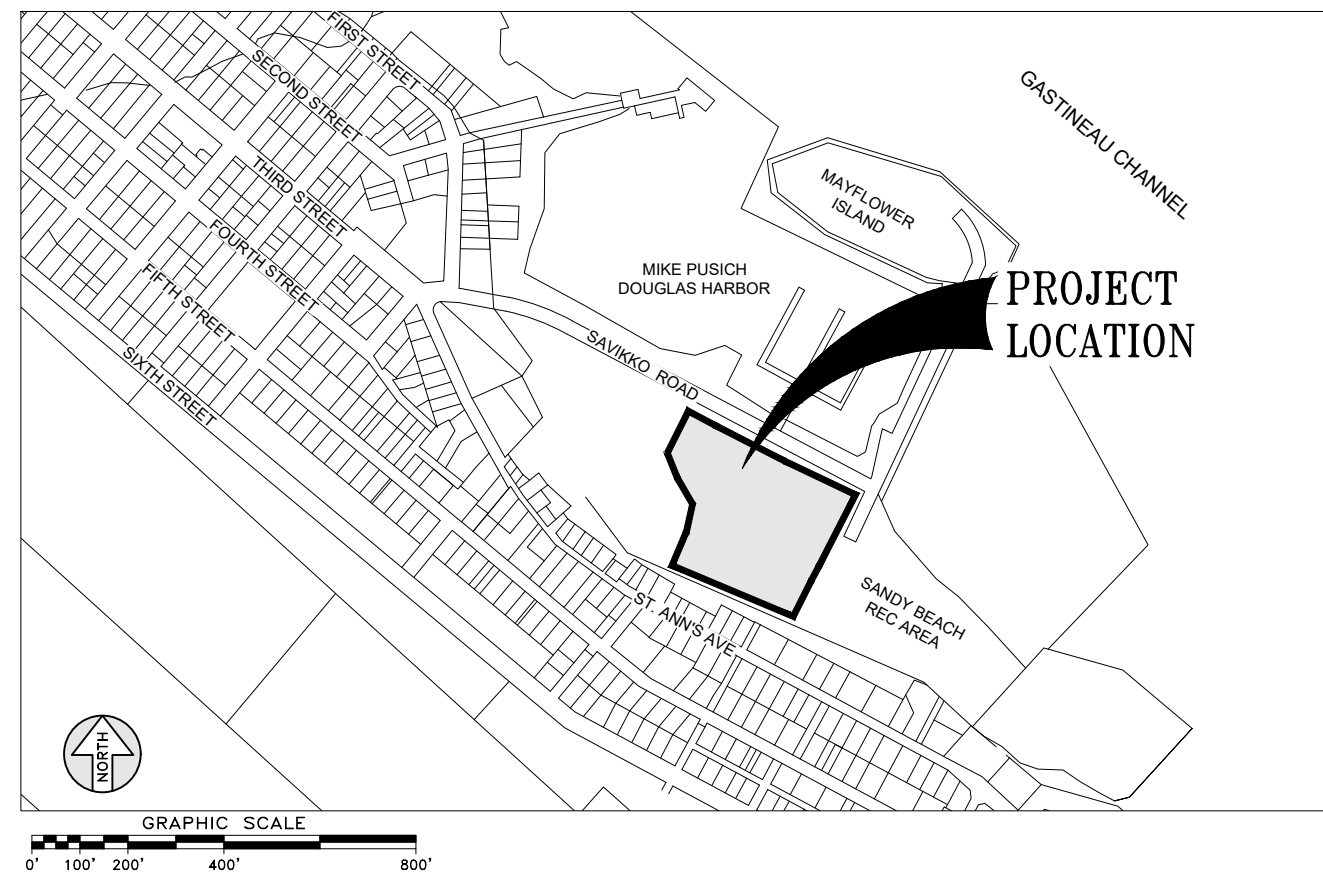 FIRST STREET
SECOND STREET
THIRD STREET
FOURTH STREET
FIFTH STREET
SIXTH STREET
GASTINEAU CHANNEL
MAYFLOWER
ISLAND
MIKE PUSICH
DOUGLAS HARBOR
PROJECT
LOCATION
SAVIKKO ROAD
SANDY BEACH
REC AREA
ST. ANN'S AVE
NORTH
GRAPHIC SCALE
0' 100' 200' 400' 800'